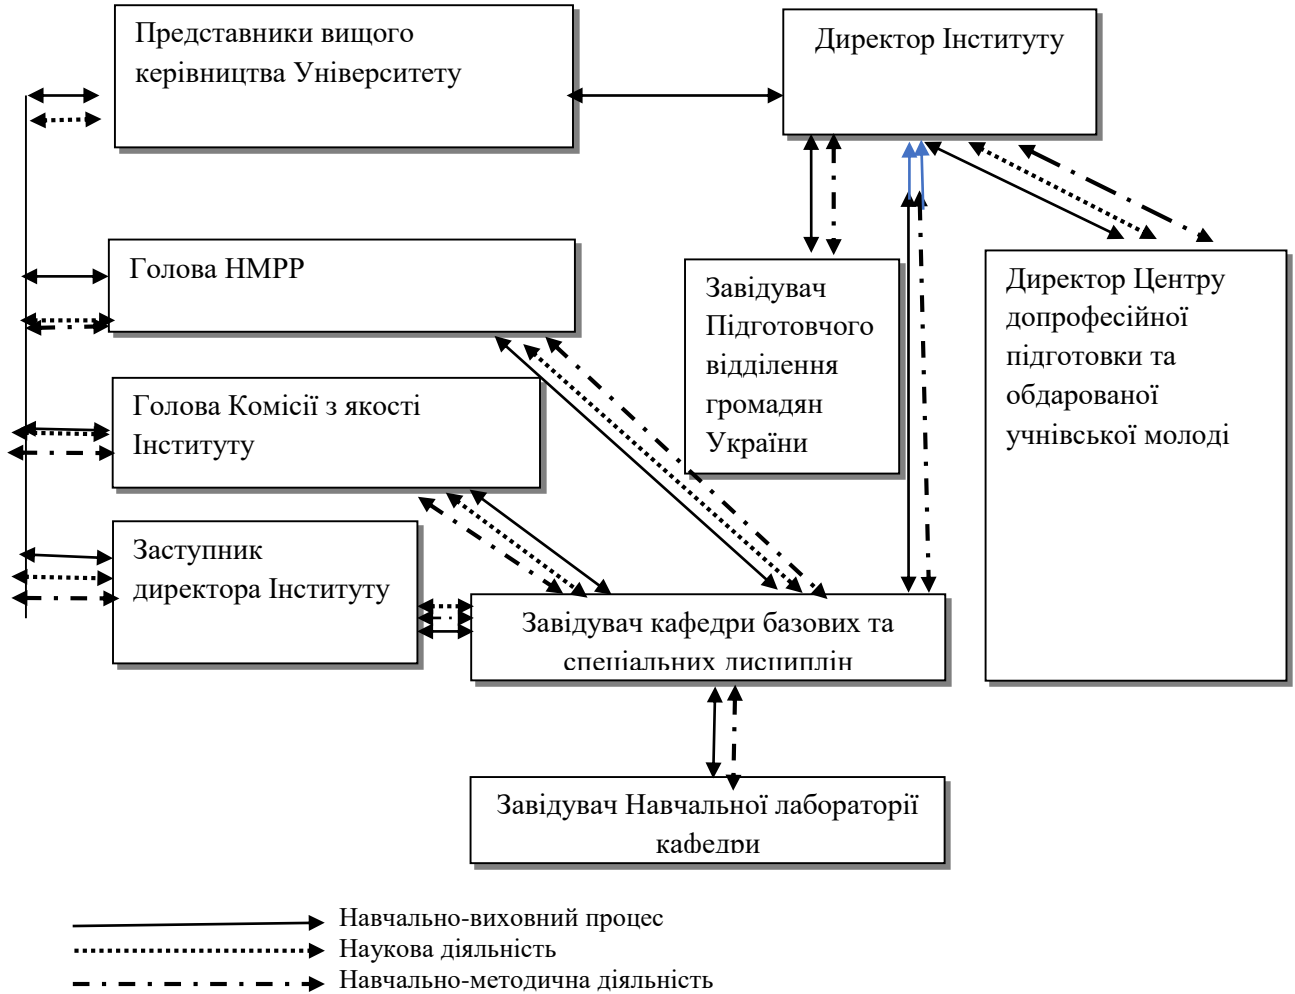 Представники вищого
керівництва Університету
Директор Інституту
Голова НМРР
Завідувач
Підготовчого
відділення
громадян
України
Директор Центру
допрофесійної
підготовки та
обдарованої
учнівської молоді
Голова Комісії з якості
Інституту
Заступник
директора Інституту
Завідувач кафедри базових та
спеціальних дисциплін
Завідувач Навчальної лабораторії
кафедри
Навчально-виховний процес
Наукова діяльність
Навчально-методична діяльність